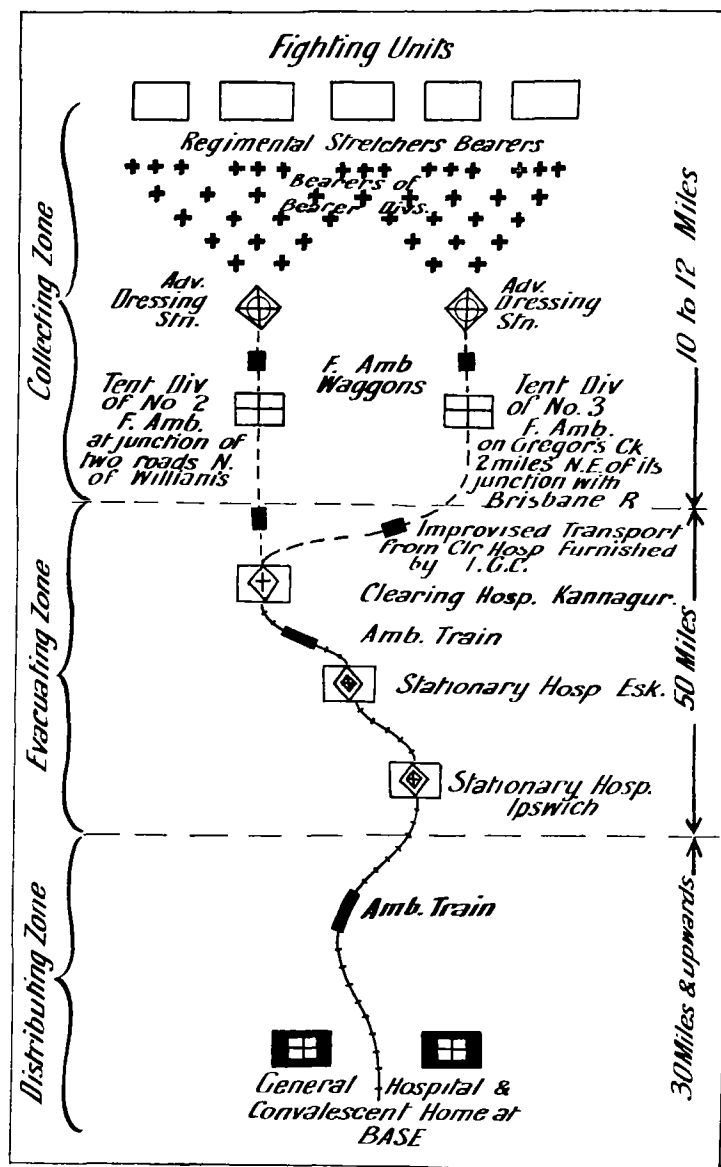 Fighting Units
Regimental Stretchers Bearers
Bearers of
Bearer Divs.
Collecting Zone
10 to 12 Miles
Adv.
Dressing
Stn.
Adv.
Dressing
Stn.
F. Amb
Waggons
Tent Div
of No 2
F. Amb.
at junction of
two roads N.
of Willian's
Tent Div
of No. 3
F. Amb.
on Gregor's Ck
2 miles N.E. of its
junction with
Brisbane R
Evacuating Zone
50 Miles
Improvised Transport
from Clr Hosp Furnished
by I.G.C.
Clearing Hosp. Kannagur.
Amb. Train
Stationary Hosp Esk.
Stationary Hosp.
Ipswich
Distributing Zone
30 Miles & upwards
Amb. Train
General Hospital &
Convalescent Home at
BASE